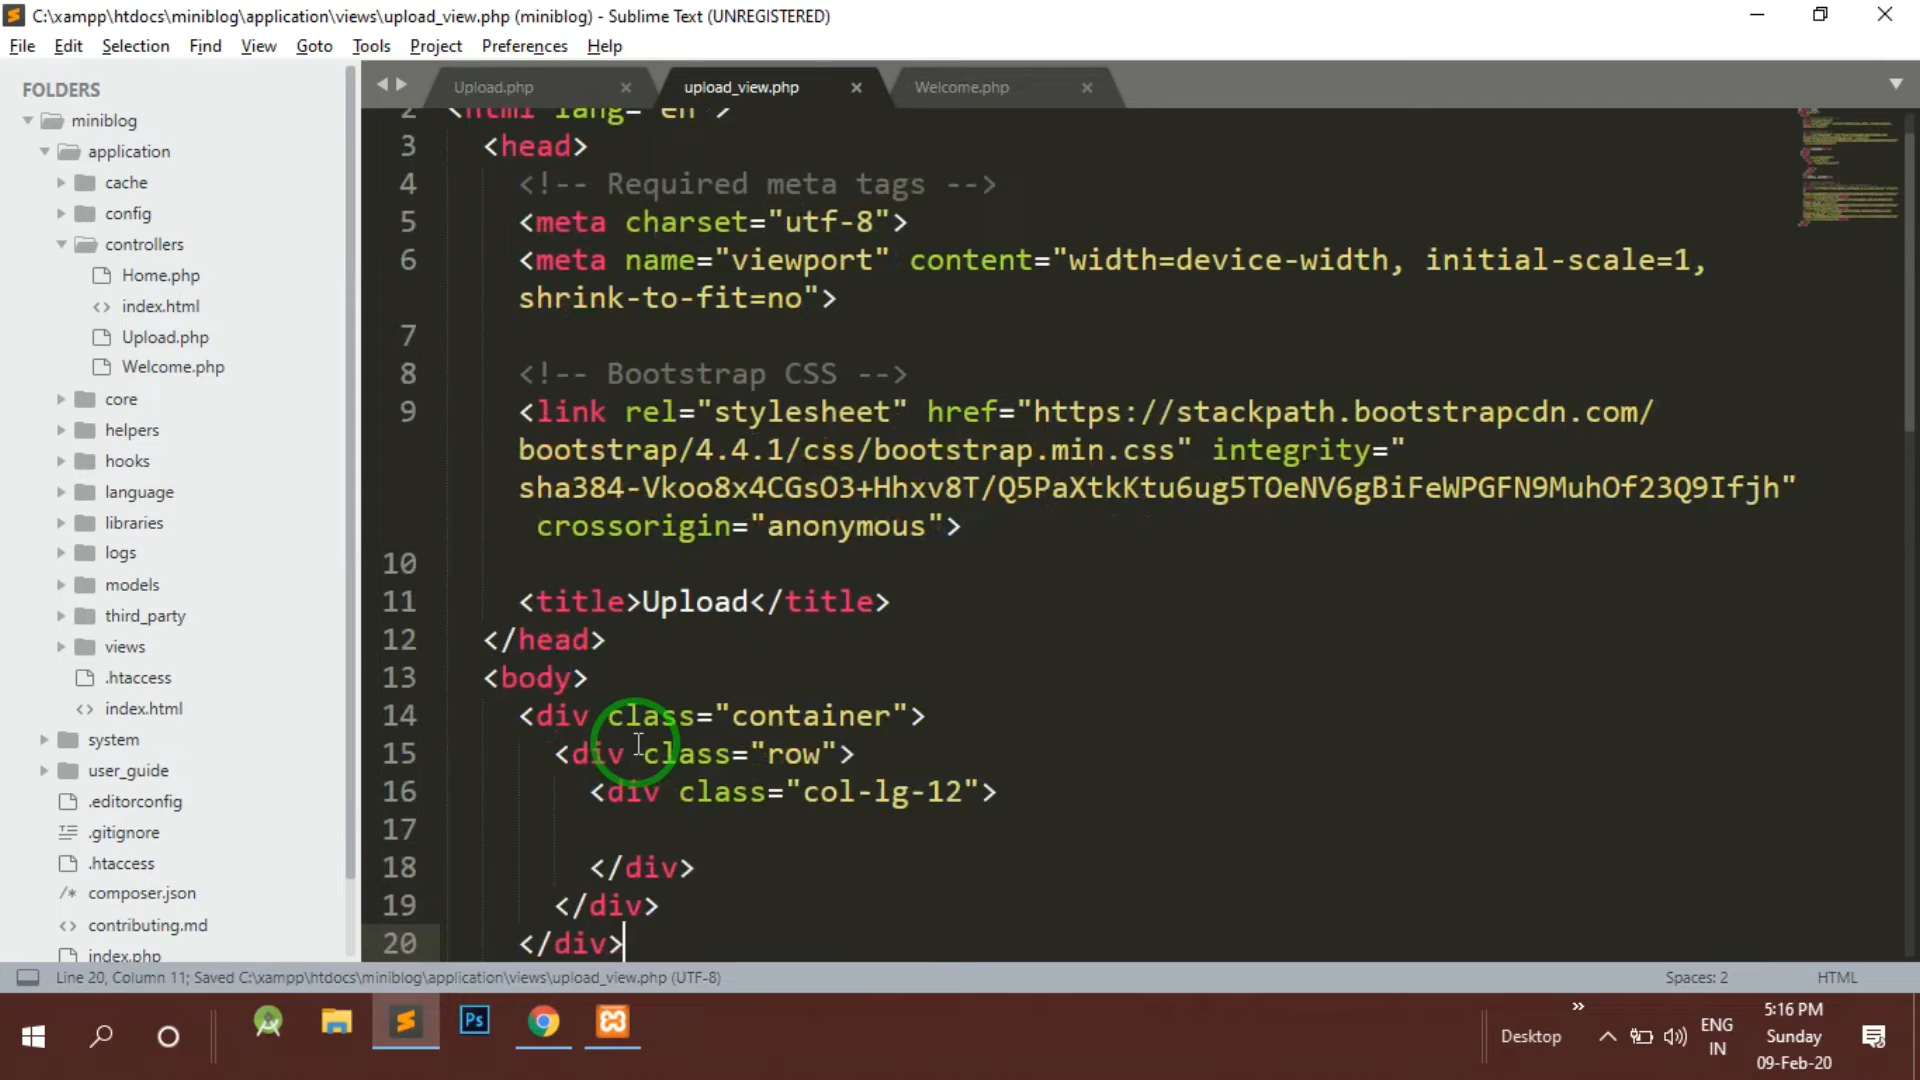 C:\xampp\htdocs\miniblog\application\views\upload_view.php (miniblog) - Sublime Text (UNREGISTERED)
File Edit Selection Find View Goto Tools Project Preferences Help
FOLDERS
miniblog
application
cache
config
controllers
Home.php
<> index.html
Upload.php
Welcome.php
core
helpers
hooks
language
libraries
logs
models
third_party
views
.htaccess
<> index.html
system
user_guide
.editorconfig
.gitignore
.htaccess
/* composer.json
<> contributing.md
index.php
Upload.php × upload_view.php × Welcome.php ×
2 <html lang="en">
3 <head>
4 <!-- Required meta tags -->
5 <meta charset="utf-8">
6 <meta name="viewport" content="width=device-width, initial-scale=1,
shrink-to-fit=no">
7
8 <!-- Bootstrap CSS -->
9 <link rel="stylesheet" href="https://stackpath.bootstrapcdn.com/
bootstrap/4.4.1/css/bootstrap.min.css" integrity="
sha384-Vkoo8x4CGsO3+Hhxv8T/Q5PaXtkKtu6ug5TOeNV6gBiFeWPGFN9MuhOf23Q9Ifjh"
crossorigin="anonymous">
10
11 <title>Upload</title>
12 </head>
13 <body>
14 <div class="container">
15 <div class="row">
16 <div class="col-lg-12">
17
18 </div>
19 </div>
20 </div>
Line 20, Column 11; Saved C:\xampp\htdocs\miniblog\application\views\upload_view.php (UTF-8)
Spaces: 2
HTML
Ps
Desktop
ENG
IN
5:16 PM
Sunday
09-Feb-20